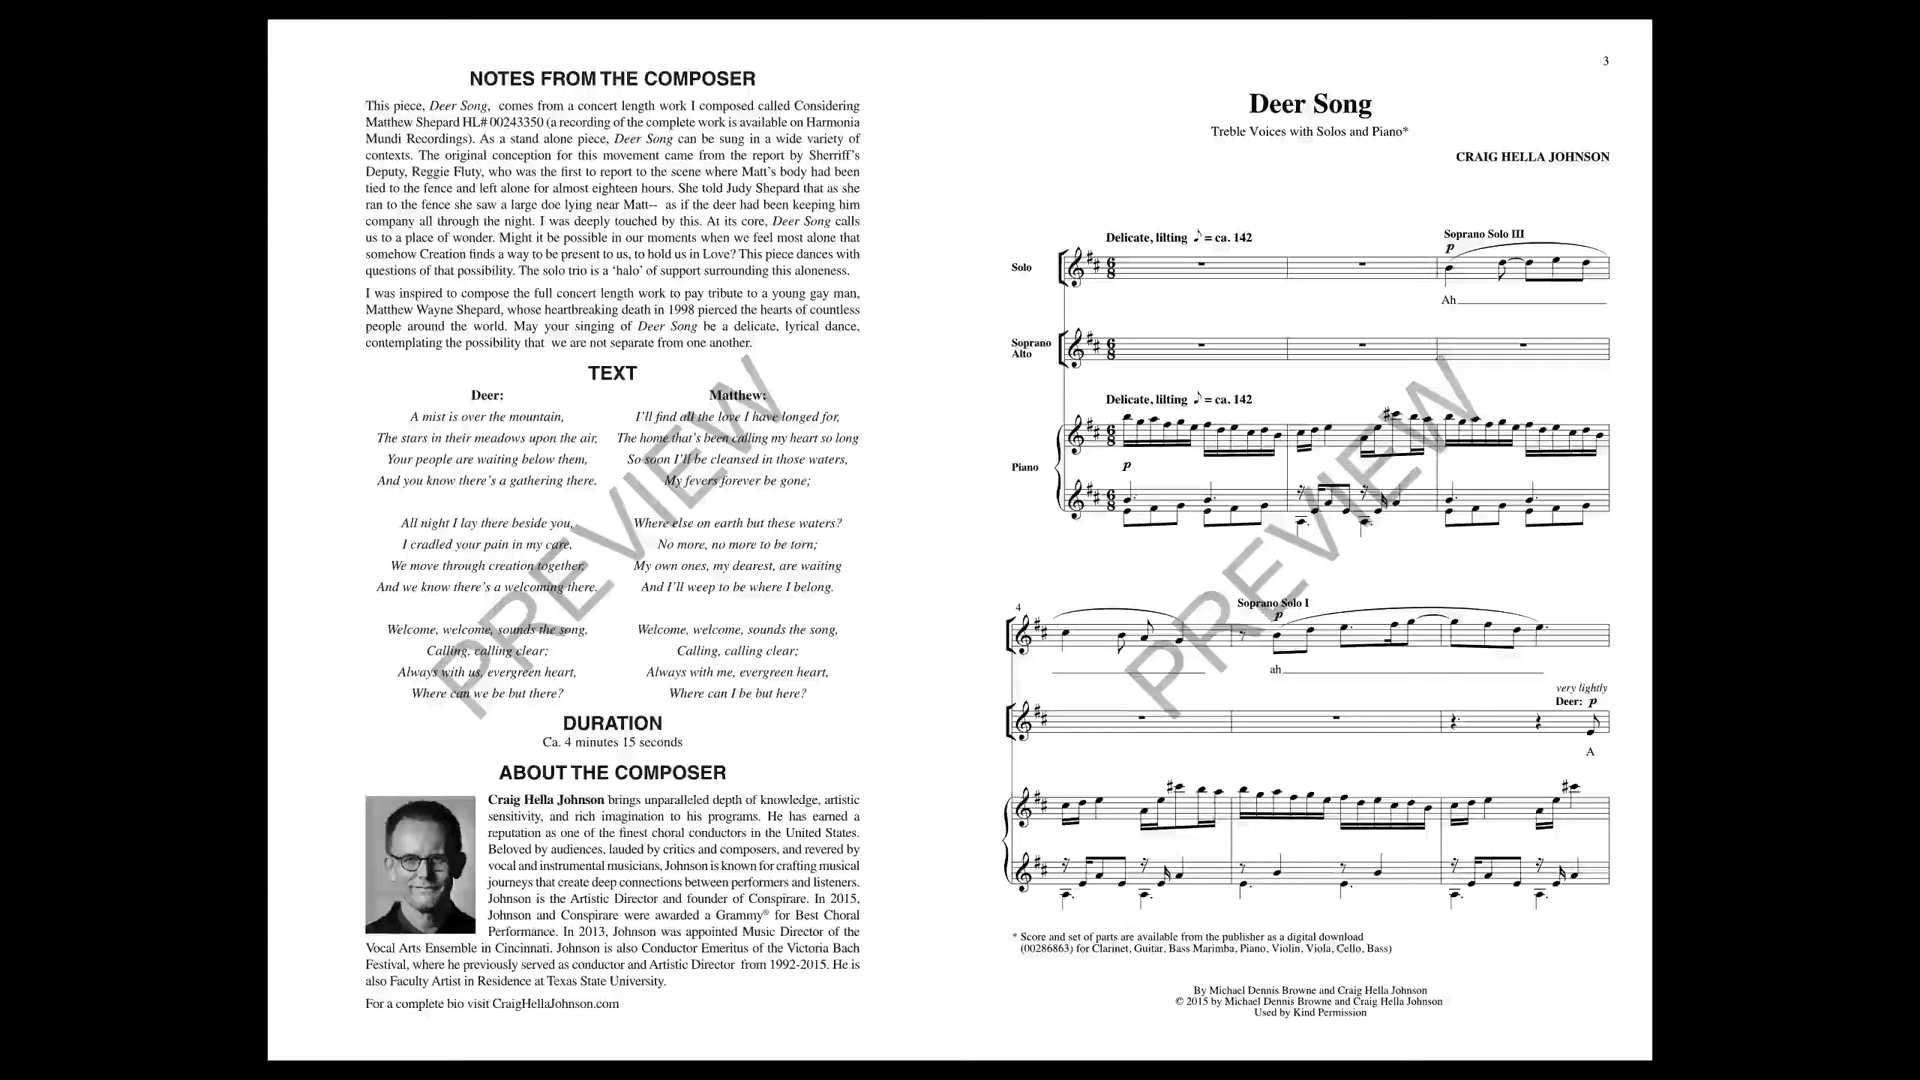 NOTES FROM THE COMPOSER
This piece, Deer Song, comes from a concert length work I composed called Considering
Matthew Shepard HL# 00243350 (a recording of the complete work is available on Harmonia
Mundi Recordings). As a stand alone piece, Deer Song can be sung in a wide variety of
contexts. The original conception for this movement came from the report by Sherriff's
Deputy, Reggie Fluty, who was the first to report to the scene where Matt's body had been
tied to the fence and left alone for almost eighteen hours. She told Judy Shepard that as she
ran to the fence she saw a large doe lying near Matt-- as if the deer had been keeping him
company all through the night. I was deeply touched by this. At its core, Deer Song calls
us to a place of wonder. Might it be possible in our moments when we feel most alone that
somehow Creation finds a way to be present to us, to hold us in Love? This piece dances with
questions of that possibility. The solo trio is a ‘halo’ of support surrounding this aloneness.
I was inspired to compose the full concert length work to pay tribute to a young gay man,
Matthew Wayne Shepard, whose heartbreaking death in 1998 pierced the hearts of countless
people around the world. May your singing of Deer Song be a delicate, lyrical dance,
contemplating the possibility that we are not separate from one another.
TEXT
Deer:
A mist is over the mountain,
The stars in their meadows upon the air,
Your people are waiting below them,
And you know there's a gathering there.
All night I lay there beside you,
I cradled your pain in my care,
We move through creation together,
And we know there's a welcoming there.
Welcome, welcome, sounds the song,
Calling, calling clear;
Always with us, evergreen heart,
Where can we be but there?
Matthew:
I'll find all the love I have longed for,
The home that's been calling my heart so long
So soon I'll be cleansed in those waters,
My fevers forever be gone;
Where else on earth but these waters?
No more, no more to be torn;
My own ones, my dearest, are waiting
And I'll weep to be where I belong.
Welcome, welcome, sounds the song,
Calling, calling clear;
Always with me, evergreen heart,
Where can I be but here?
PREVIEW
DURATION
Ca. 4 minutes 15 seconds
ABOUT THE COMPOSER
Craig Hella Johnson brings unparalleled depth of knowledge, artistic
sensitivity, and rich imagination to his programs. He has earned a
reputation as one of the finest choral conductors in the United States.
Beloved by audiences, lauded by critics and composers, and revered by
vocal and instrumental musicians, Johnson is known for crafting musical
journeys that create deep connections between performers and listeners.
Johnson is the Artistic Director and founder of Conspirare. In 2015,
Johnson and Conspirare were awarded a Grammy® for Best Choral
Performance. In 2013, Johnson was appointed Music Director of the
Vocal Arts Ensemble in Cincinnati. Johnson is also Conductor Emeritus of the Victoria Bach
Festival, where he previously served as conductor and Artistic Director from 1992-2015. He is
also Faculty Artist in Residence at Texas State University.
For a complete bio visit CraigHellaJohnson.com
3
Deer Song
Treble Voices with Solos and Piano*
CRAIG HELLA JOHNSON
Delicate, lilting ♪ = ca. 142
Soprano Solo III
p
Solo
Ah
Soprano
Alto
Delicate, lilting ♪ = ca. 142
p
Piano
PREVIEW
4
Soprano Solo I
p
ah
very lightly
Deer: p
A
* Score and set of parts are available from the publisher as a digital download
(00286863) for Clarinet, Guitar, Bass Marimba, Piano, Violin, Viola, Cello, Bass)
By Michael Dennis Browne and Craig Hella Johnson
© 2015 by Michael Dennis Browne and Craig Hella Johnson
Used by Kind Permission